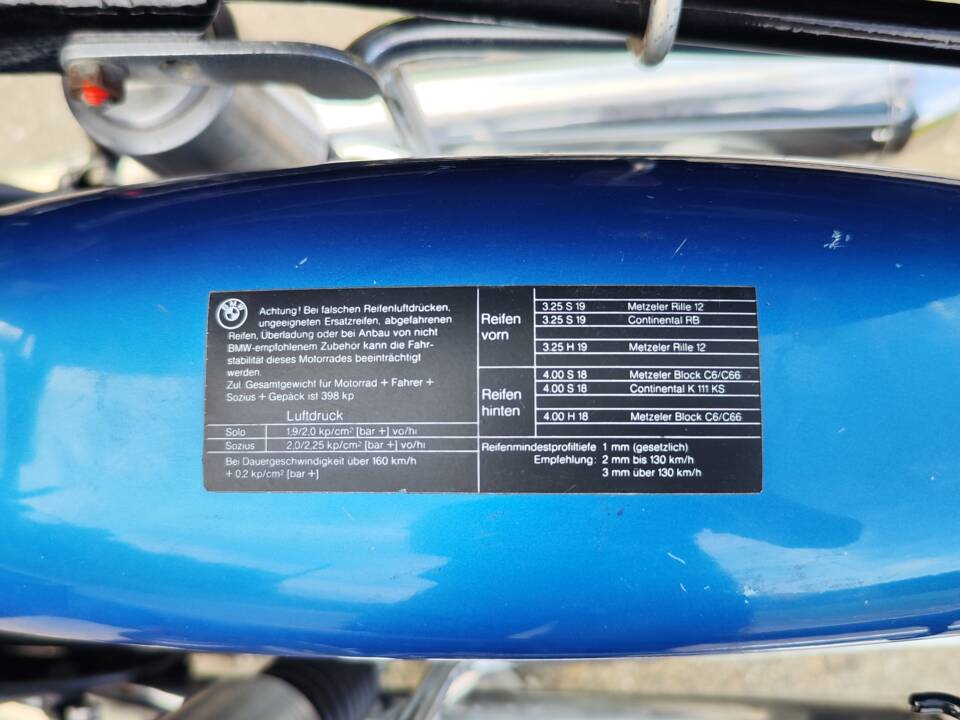 BMW
Achtung! Bei falschen Reifenluftdrücken,
ungeeigneten Ersatzreifen, abgefahrenen
Reifen, Überladung oder bei Anbau von nicht
BMW-empfohlenem Zubehör kann die Fahr-
stabilität dieses Motorrades beeinträchtigt
werden.
Zul. Gesamtgewicht für Motorrad + Fahrer +
Sozius + Gepäck ist 398 kp
Luftdruck
Solo 1,9/2,0 kp/cm² [bar +] vo/hi
Sozius 2,0/2,25 kp/cm² [bar +] vo/hi
Bei Dauergeschwindigkeit über 160 km/h
+ 0,2 kp/cm² [bar +]
Reifen
vorn
3.25 S 19 Metzeler Rille 12
3.25 S 19 Continental RB
3.25 H 19 Metzeler Rille 12
Reifen
hinten
4.00 S 18 Metzeler Block C6/C66
4.00 S 18 Continental K 111 KS
4.00 H 18 Metzeler Block C6/C66
Reifenmindestprofiltiefe 1 mm (gesetzlich)
Empfehlung: 2 mm bis 130 km/h
3 mm über 130 km/h